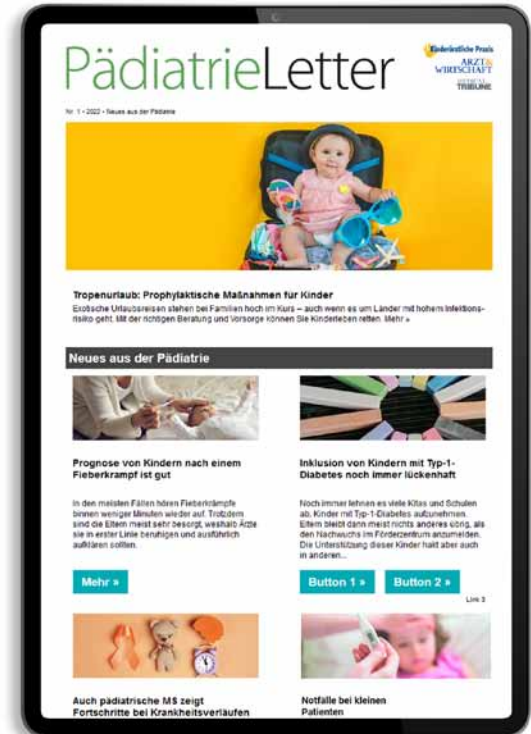 PädiatrieLetter
Kinderärztliche Praxis
ARZT&
WIRTSCHAFT
MEDICAL
TRIBUNE
Nr. 1 • 2022 • Neues aus der Pädiatrie
Tropenurlaub: Prophylaktische Maßnahmen für Kinder
Exotische Urlaubsreisen stehen bei Familien hoch im Kurs – auch wenn es um Länder mit hohem Infektions-
risiko geht. Mit der richtigen Beratung und Vorsorge können Sie Kinderleben retten. Mehr »
Neues aus der Pädiatrie
Prognose von Kindern nach einem
Fieberkrampf ist gut
In den meisten Fällen hören Fieberkrämpfe
binnen weniger Minuten wieder auf. Trotzdem
sind die Eltern meist sehr besorgt, weshalb Ärzte
sie in erster Linie beruhigen und ausführlich
aufklären sollten.
Mehr »
Inklusion von Kindern mit Typ-1-
Diabetes noch immer lückenhaft
Noch immer lehnen es viele Kitas und Schulen
ab, Kinder mit Typ-1-Diabetes aufzunehmen.
Eltern bleibt dann meist nichts anderes übrig, als
den Nachwuchs im Förderzentrum anzumelden.
Die Unterstützung dieser Kinder hakt aber auch
in anderen...
Button 1 »
Button 2 »
Link 3
Auch pädiatrische MS zeigt
Fortschritte bei Krankheitsverläufen
Notfälle bei kleinen
Patienten